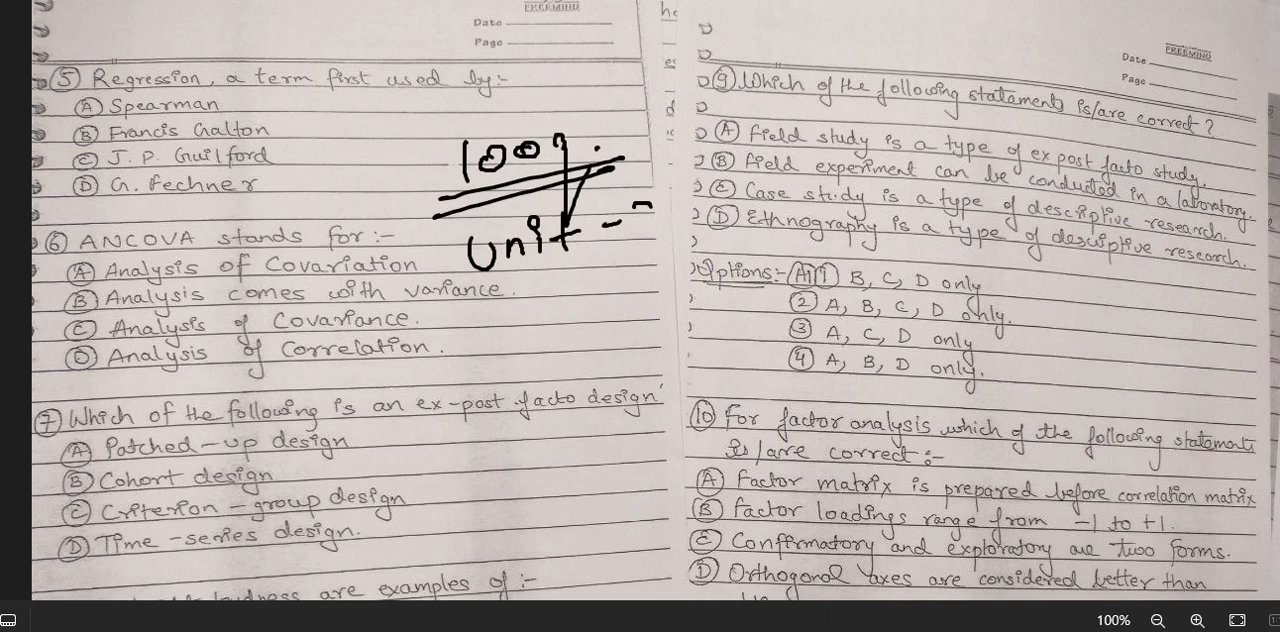 FREEMIND
Date
Page
(5) Regression, a term first used by:-
(A) Spearman
(B) Francis Galton
(C) J. P. Guilford
(D) G. Fechner
(6) ANCOVA stands for:-
(A) Analysis of Covariation
(B) Analysis comes with variance.
(C) Analysis of Covariance.
(D) Analysis of Correlation.
(7) Which of the following is an ex-post facto design
(A) Patched-up design
(B) Cohort design
(C) Criterion-group design
(D) Time-series design.
are examples of :-
100%
Unit-
FREEMIND
Date
Page
(9) Which of the following statements is/are correct?
(A) Field study is a type of ex post facto study.
(B) Field experiment can be conducted in a laboratory.
(C) Case study is a type of descriptive research.
(D) Ethnography is a type of descriptive research.
Options:- (1) B, C, D only
(2) A, B, C, D only.
(3) A, C, D only
(4) A, B, D only.
(10) For factor analysis which of the following statements
is/are correct:-
(A) Factor matrix is prepared before correlation matrix
(B) Factor loadings range from -1 to +1.
(C) Confirmatory and exploratory are two forms.
(D) Orthogonal axes are considered better than
100%